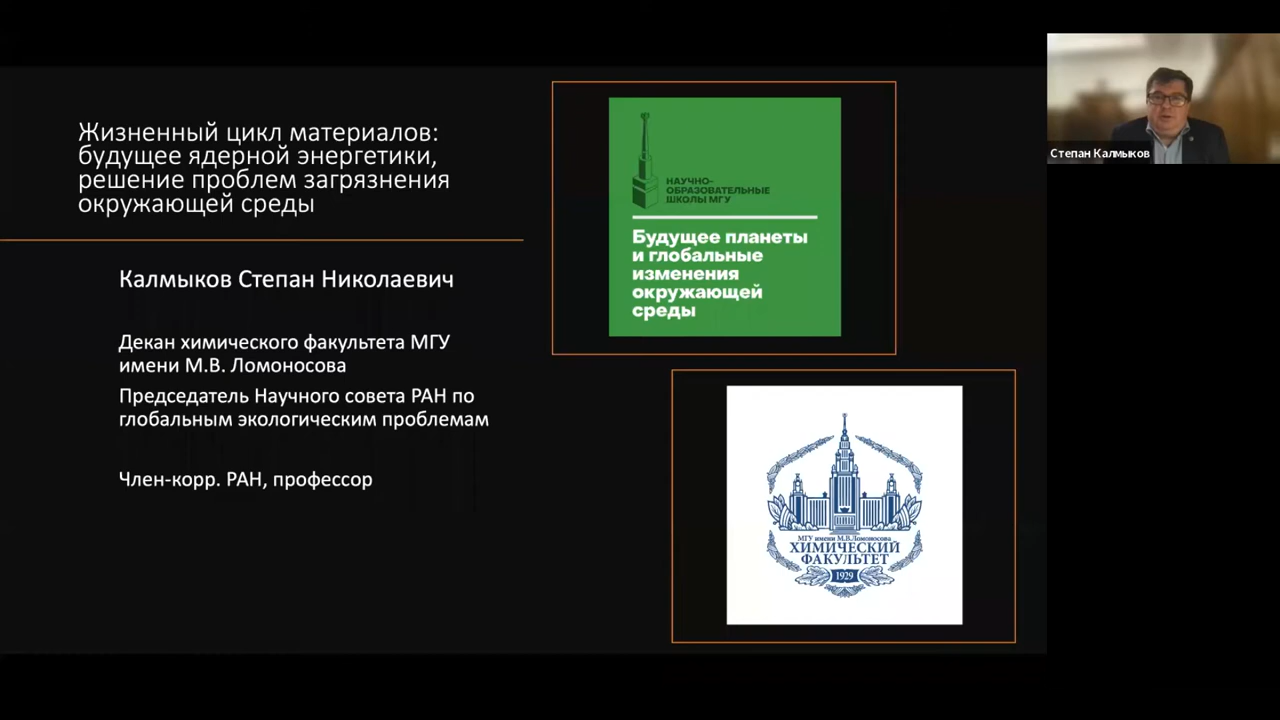 Жизненный цикл материалов:
будущее ядерной энергетики,
решение проблем загрязнения
окружающей среды
Калмыков Степан Николаевич
Декан химического факультета МГУ
имени М.В. Ломоносова
Председатель Научного совета РАН по
глобальным экологическим проблемам
Член-корр. РАН, профессор
НАУЧНО-
ОБРАЗОВАТЕЛЬНЫЕ
ШКОЛЫ МГУ
Будущее планеты
и глобальные
изменения
окружающей
среды
МГУ имени М.В.Ломоносова
ХИМИЧЕСКИЙ
ФАКУЛЬТЕТ
1929
Степан Калмыков